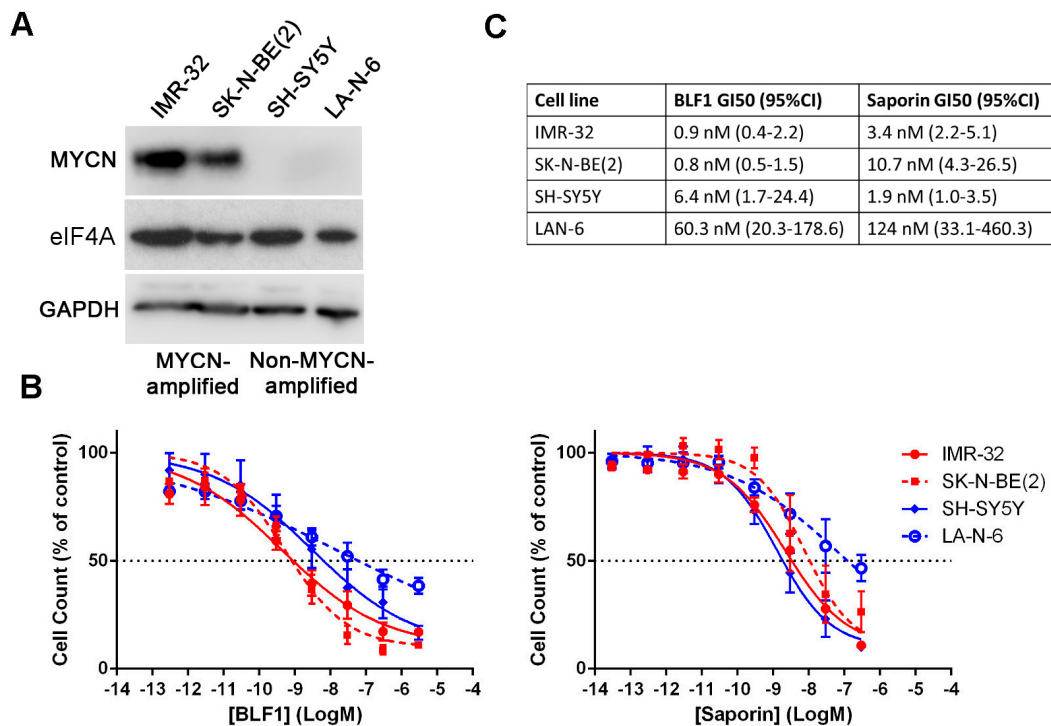 A
IMR-32
SK-N-BE(2)
SH-SY5Y
LA-N-6
MYCN
eIF4A
GAPDH
MYCN-
amplified
Non-MYCN-
amplified
C
Cell line BLF1 GI50 (95%CI) Saporin GI50 (95%CI)
IMR-32 0.9 nM (0.4-2.2) 3.4 nM (2.2-5.1)
SK-N-BE(2) 0.8 nM (0.5-1.5) 10.7 nM (4.3-26.5)
SH-SY5Y 6.4 nM (1.7-24.4) 1.9 nM (1.0-3.5)
LAN-6 60.3 nM (20.3-178.6) 124 nM (33.1-460.3)
B
Cell Count (% of control)
100
50
0
-14 -13 -12 -11 -10 -9 -8 -7 -6 -5 -4
[BLF1] (LogM)
Cell Count (% of control)
100
50
0
-14 -13 -12 -11 -10 -9 -8 -7 -6 -5 -4
[Saporin] (LogM)
IMR-32
SK-N-BE(2)
SH-SY5Y
LA-N-6